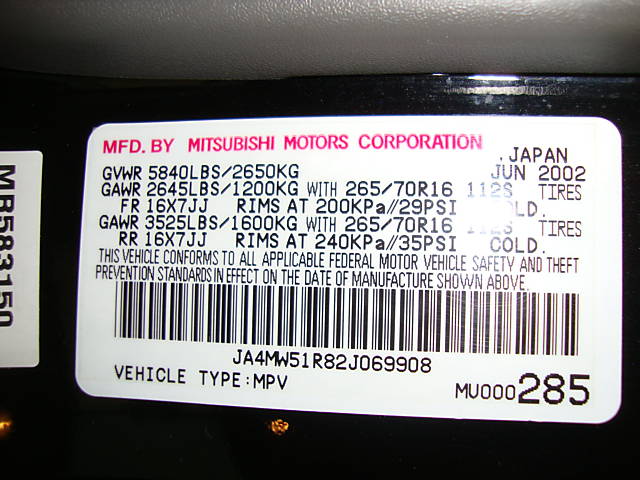 MFD. BY MITSUBISHI MOTORS CORPORATION
.JAPAN
GVWR 5840LBS/2650KG JUN 2002
GAWR 2645LBS/1200KG WITH 265/70R16 112S TIRES
FR 16X7JJ RIMS AT 200KPa//29PSI COLD.
GAWR 3525LBS/1600KG WITH 265/70R16 112S TIRES
RR 16X7JJ RIMS AT 240KPa//35PSI COLD.
THIS VEHICLE CONFORMS TO ALL APPLICABLE FEDERAL MOTOR VEHICLE SAFETY AND THEFT
PREVENTION STANDARDS IN EFFECT ON THE DATE OF MANUFACTURE SHOWN ABOVE.
JA4MW51R82J069908
VEHICLE TYPE:MPV
MU000285
MR583150